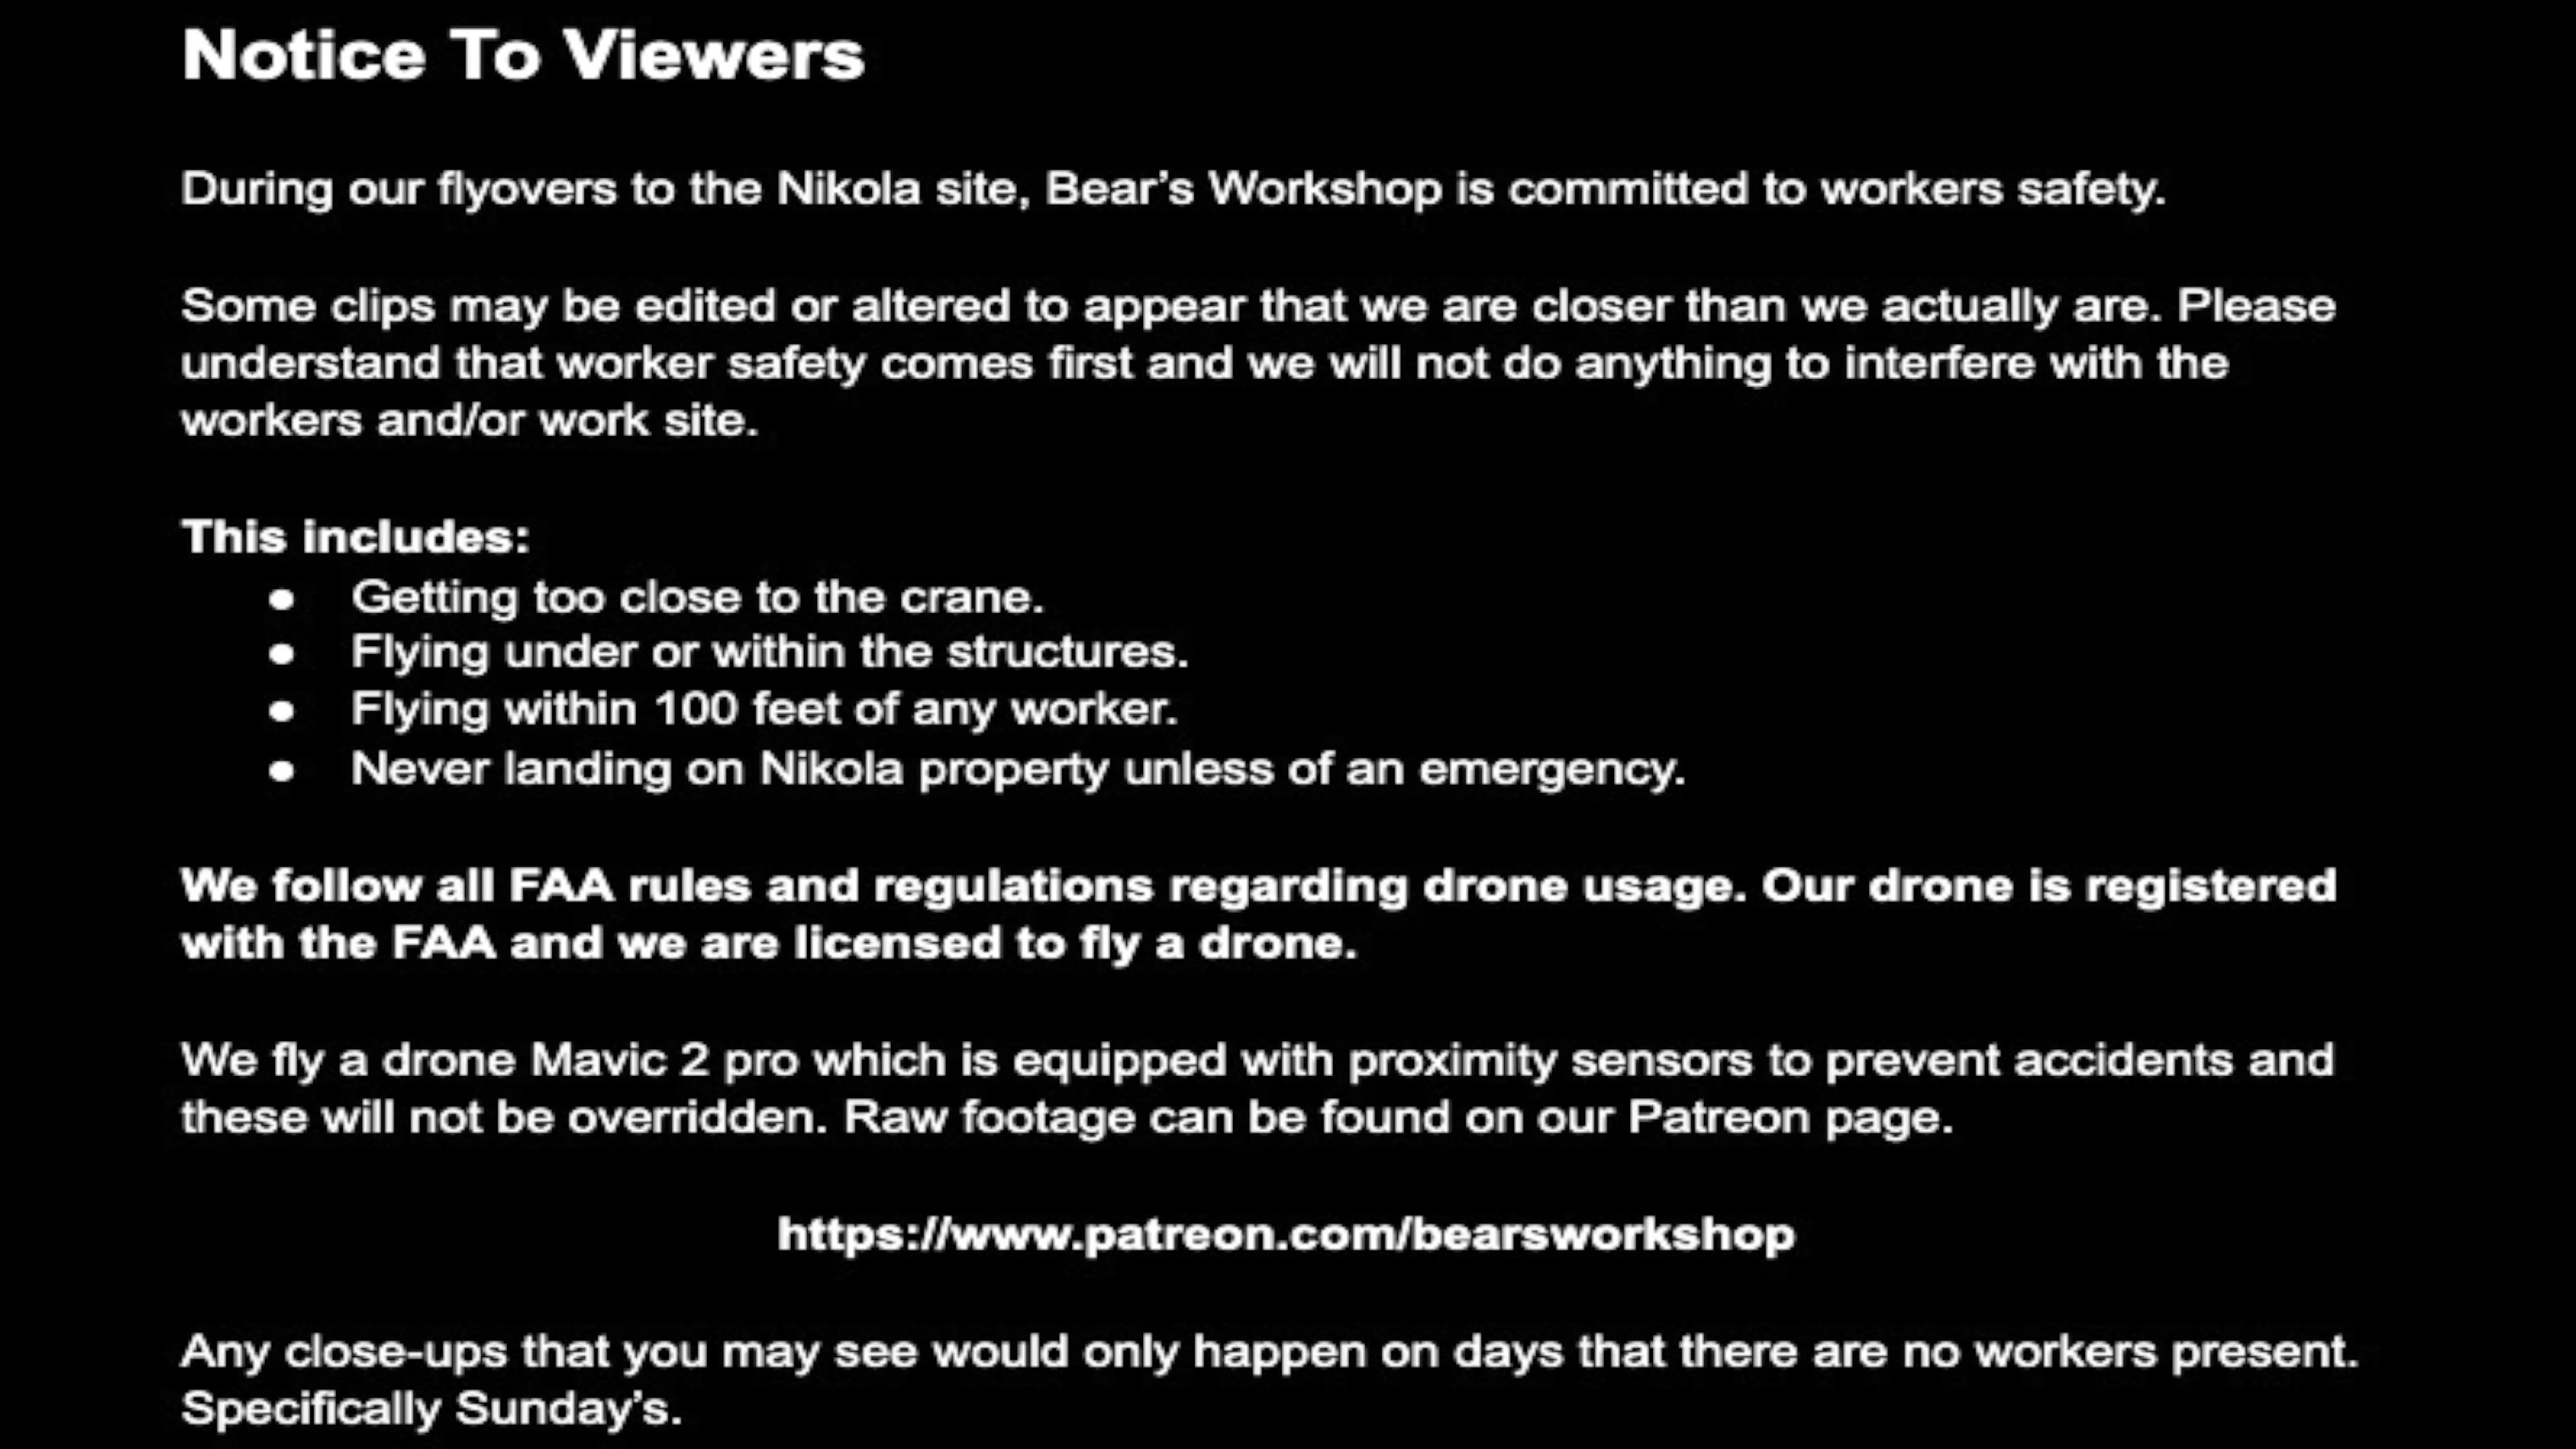 Notice To Viewers
During our flyovers to the Nikola site, Bear’s Workshop is committed to workers safety.
Some clips may be edited or altered to appear that we are closer than we actually are. Please
understand that worker safety comes first and we will not do anything to interfere with the
workers and/or work site.
This includes:
● Getting too close to the crane.
● Flying under or within the structures.
● Flying within 100 feet of any worker.
● Never landing on Nikola property unless of an emergency.
We follow all FAA rules and regulations regarding drone usage. Our drone is registered
with the FAA and we are licensed to fly a drone.
We fly a drone Mavic 2 pro which is equipped with proximity sensors to prevent accidents and
these will not be overridden. Raw footage can be found on our Patreon page.
https://www.patreon.com/bearsworkshop
Any close-ups that you may see would only happen on days that there are no workers present.
Specifically Sunday’s.